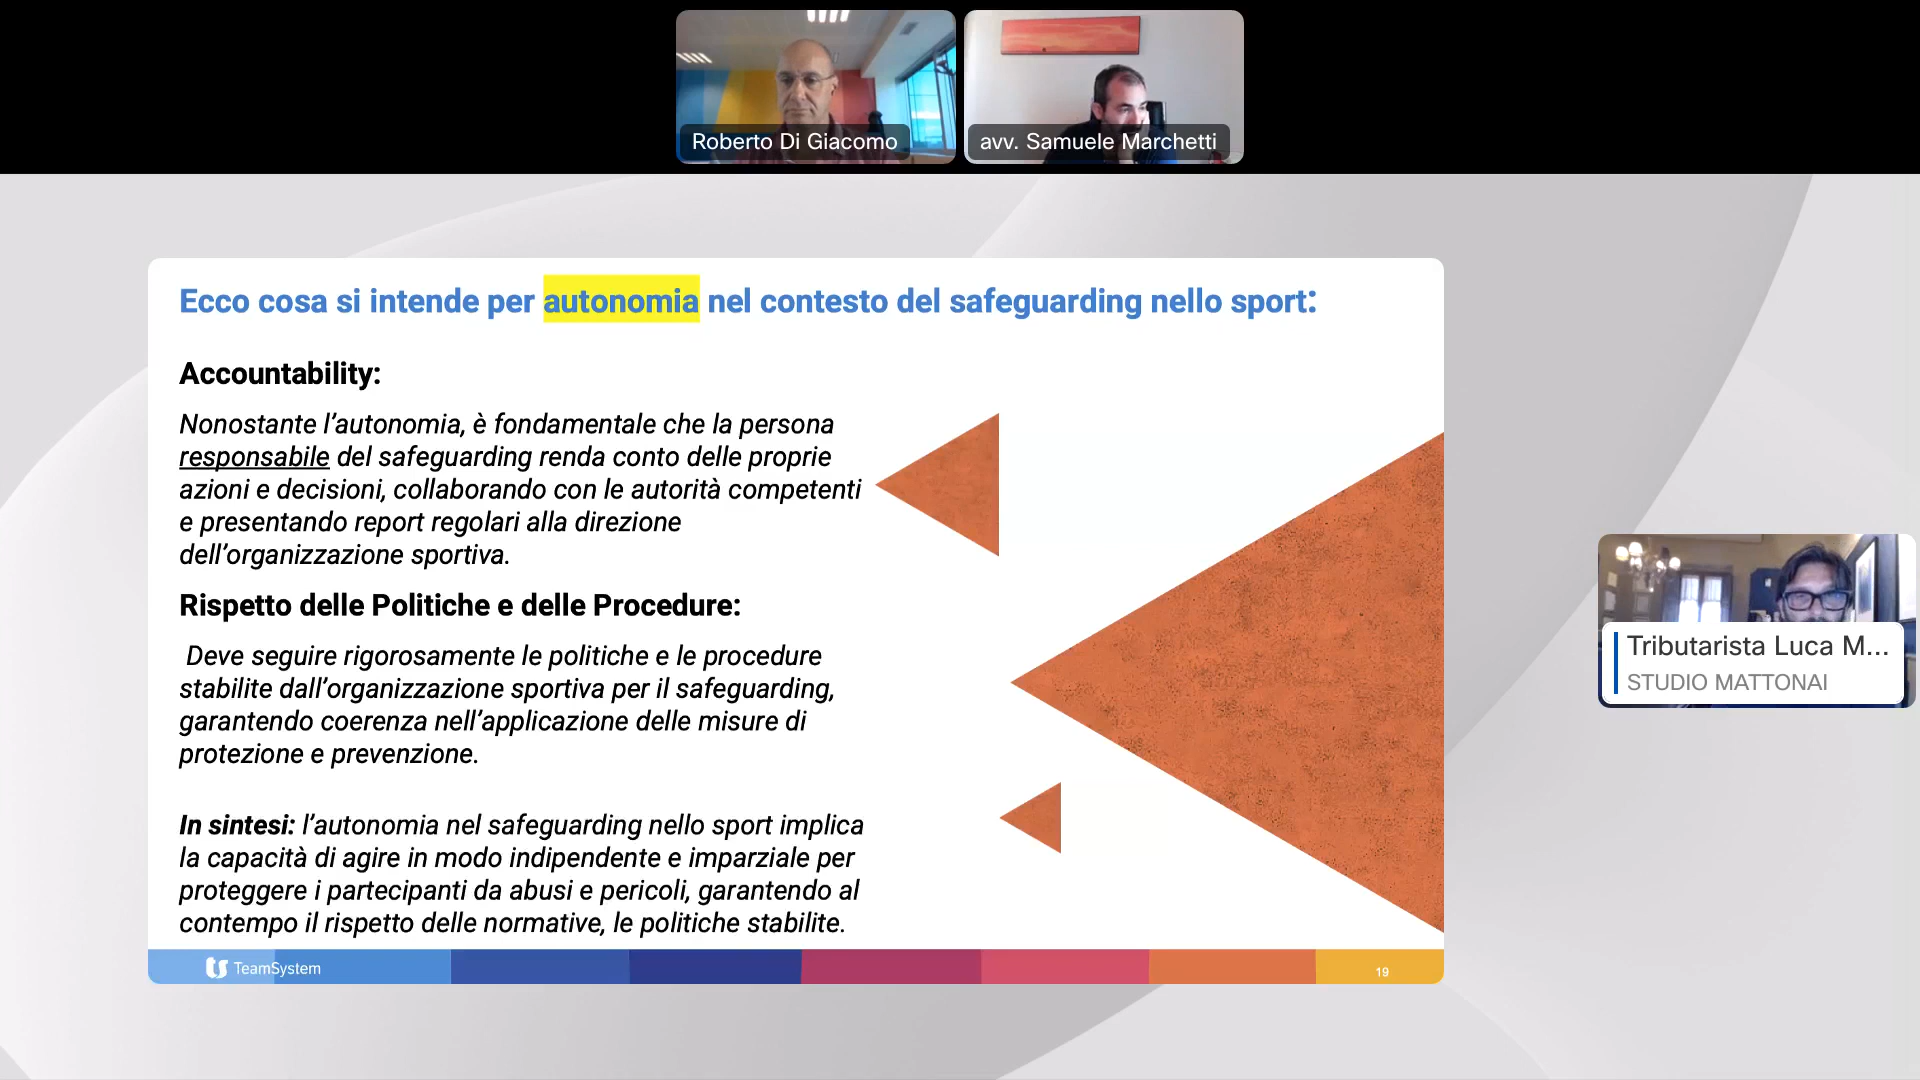 Roberto Di Giacomo
avv. Samuele Marchetti
Ecco cosa si intende per autonomia nel contesto del safeguarding nello sport:
Accountability:
Nonostante l’autonomia, è fondamentale che la persona
responsabile del safeguarding renda conto delle proprie
azioni e decisioni, collaborando con le autorità competenti
e presentando report regolari alla direzione
dell’organizzazione sportiva.
Rispetto delle Politiche e delle Procedure:
Deve seguire rigorosamente le politiche e le procedure
stabilite dall’organizzazione sportiva per il safeguarding,
garantendo coerenza nell’applicazione delle misure di
protezione e prevenzione.
In sintesi: l’autonomia nel safeguarding nello sport implica
la capacità di agire in modo indipendente e imparziale per
proteggere i partecipanti da abusi e pericoli, garantendo al
contempo il rispetto delle normative, le politiche stabilite.
TeamSystem
19
Tributarista Luca M...
STUDIO MATTONAI